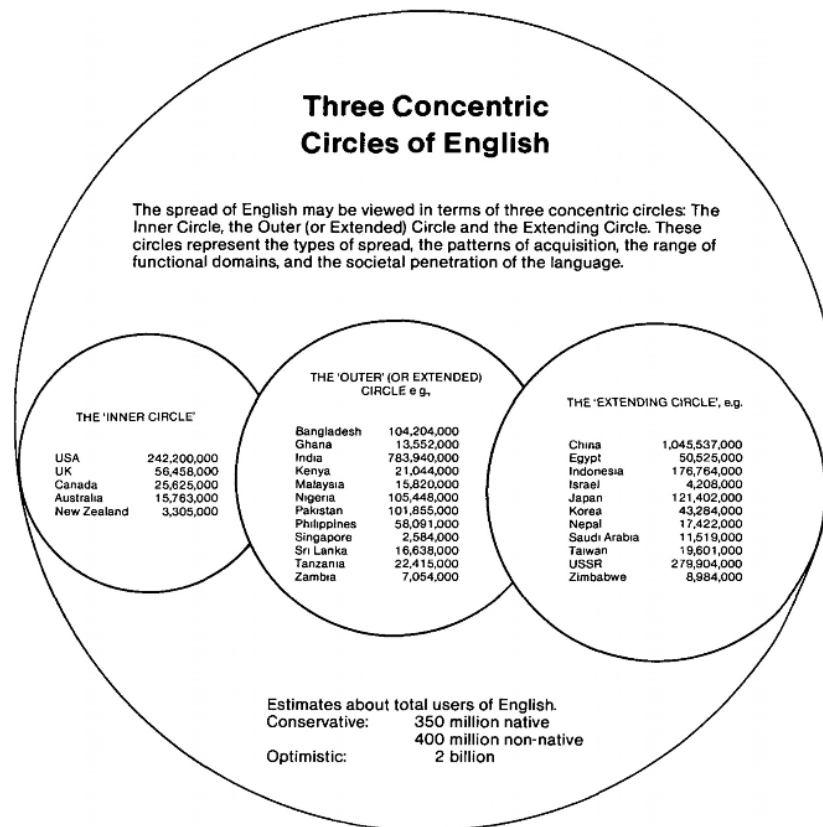 Three Concentric
Circles of English
The spread of English may be viewed in terms of three concentric circles: The
Inner Circle, the Outer (or Extended) Circle and the Extending Circle. These
circles represent the types of spread, the patterns of acquisition, the range of
functional domains, and the societal penetration of the language.
THE 'INNER CIRCLE'
USA 242,200,000
UK 56,458,000
Canada 25,625,000
Australia 15,763,000
New Zealand 3,305,000
THE 'OUTER' (OR EXTENDED)
CIRCLE e g.,
Bangladesh 104,204,000
Ghana 13,552,000
India 783,940,000
Kenya 21,044,000
Malaysia 15,820,000
Nigeria 105,448,000
Pakistan 101,855,000
Philippines 58,091,000
Singapore 2,584,000
Sri Lanka 16,638,000
Tanzania 22,415,000
Zambia 7,054,000
THE 'EXTENDING CIRCLE', e.g.
China 1,045,537,000
Egypt 50,525,000
Indonesia 176,764,000
Israel 4,208,000
Japan 121,402,000
Korea 43,284,000
Nepal 17,422,000
Saudi Arabia 11,519,000
Taiwan 19,601,000
USSR 279,904,000
Zimbabwe 8,984,000
Estimates about total users of English.
Conservative: 350 million native
400 million non-native
Optimistic: 2 billion